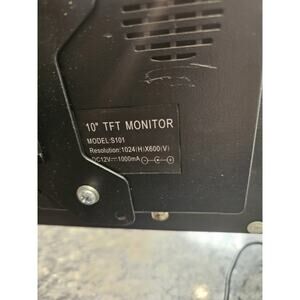 10" TFT MONITOR
MODEL:S101
Resolution:1024(H)X600(V)
DC12V⎓1000mA